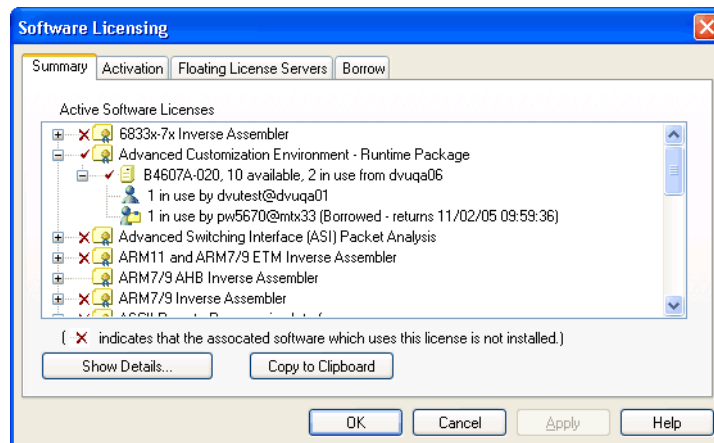 Software Licensing
Summary Activation Floating License Servers Borrow
Active Software Licenses
6833x-7x Inverse Assembler
Advanced Customization Environment - Runtime Package
B4607A-020, 10 available, 2 in use from dvuqa06
1 in use by dvutest@dvuqa01
1 in use by pw5670@mtx33 (Borrowed - returns 11/02/05 09:59:36)
Advanced Switching Interface (ASI) Packet Analysis
ARM11 and ARM7/9 ETM Inverse Assembler
ARM7/9 AHB Inverse Assembler
ARM7/9 Inverse Assembler
( X indicates that the assocated software which uses this license is not installed.)
Show Details... Copy to Clipboard
OK Cancel Apply Help